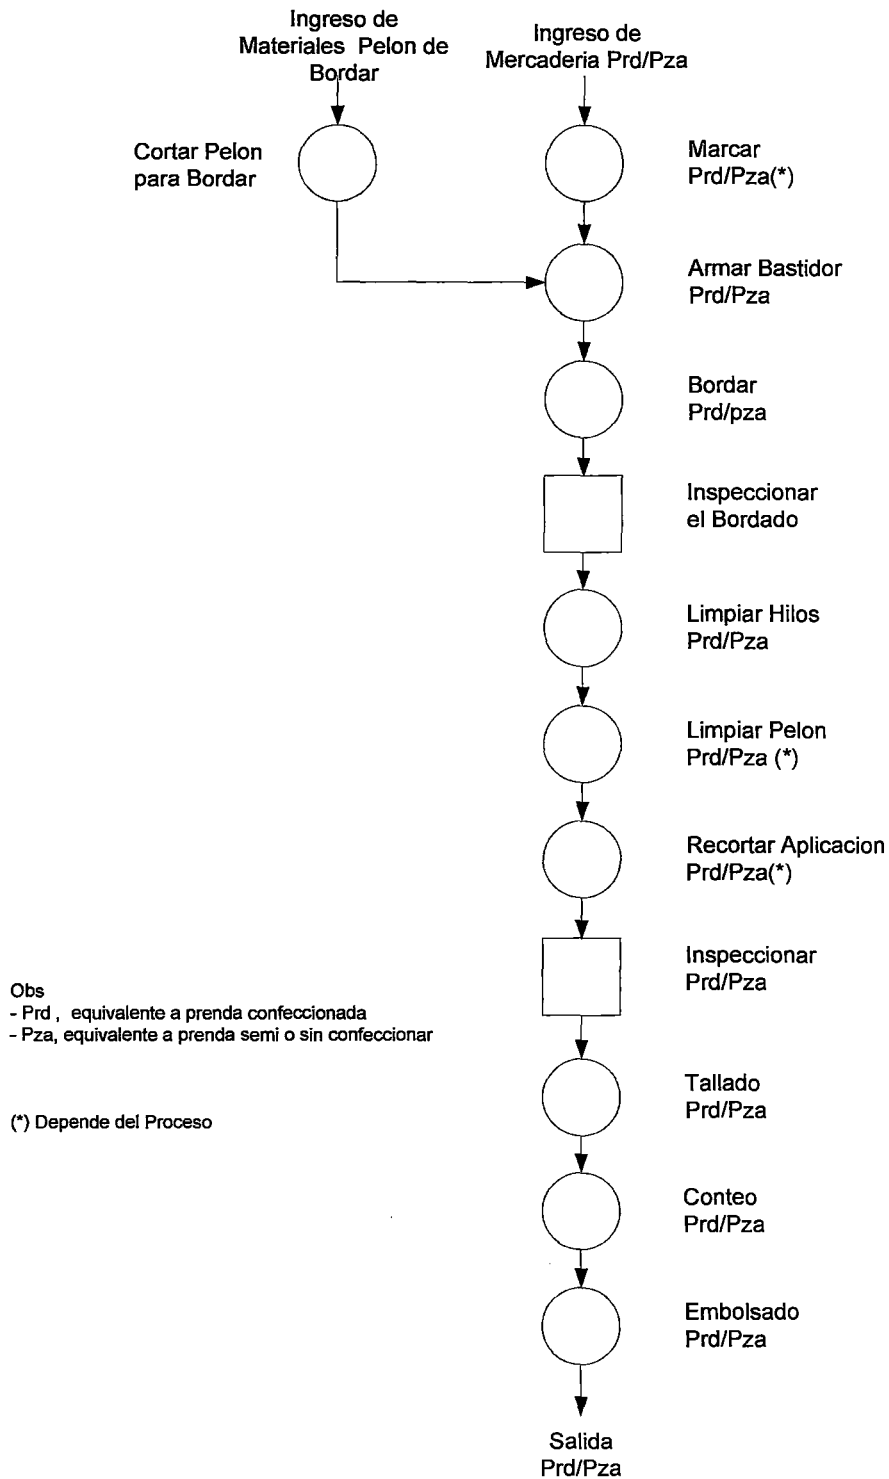 Ingreso de
Materiales Pelon de
Bordar
Ingreso de
Mercaderia Prd/Pza
Cortar Pelon
para Bordar
Marcar
Prd/Pza(*)
Armar Bastidor
Prd/Pza
Bordar
Prd/pza
Inspeccionar
el Bordado
Limpiar Hilos
Prd/Pza
Limpiar Pelon
Prd/Pza (*)
Recortar Aplicacion
Prd/Pza(*)
Inspeccionar
Prd/Pza
Obs
- Prd , equivalente a prenda confeccionada
- Pza, equivalente a prenda semi o sin confeccionar
(*) Depende del Proceso
Tallado
Prd/Pza
Conteo
Prd/Pza
Embolsado
Prd/Pza
Salida
Prd/Pza